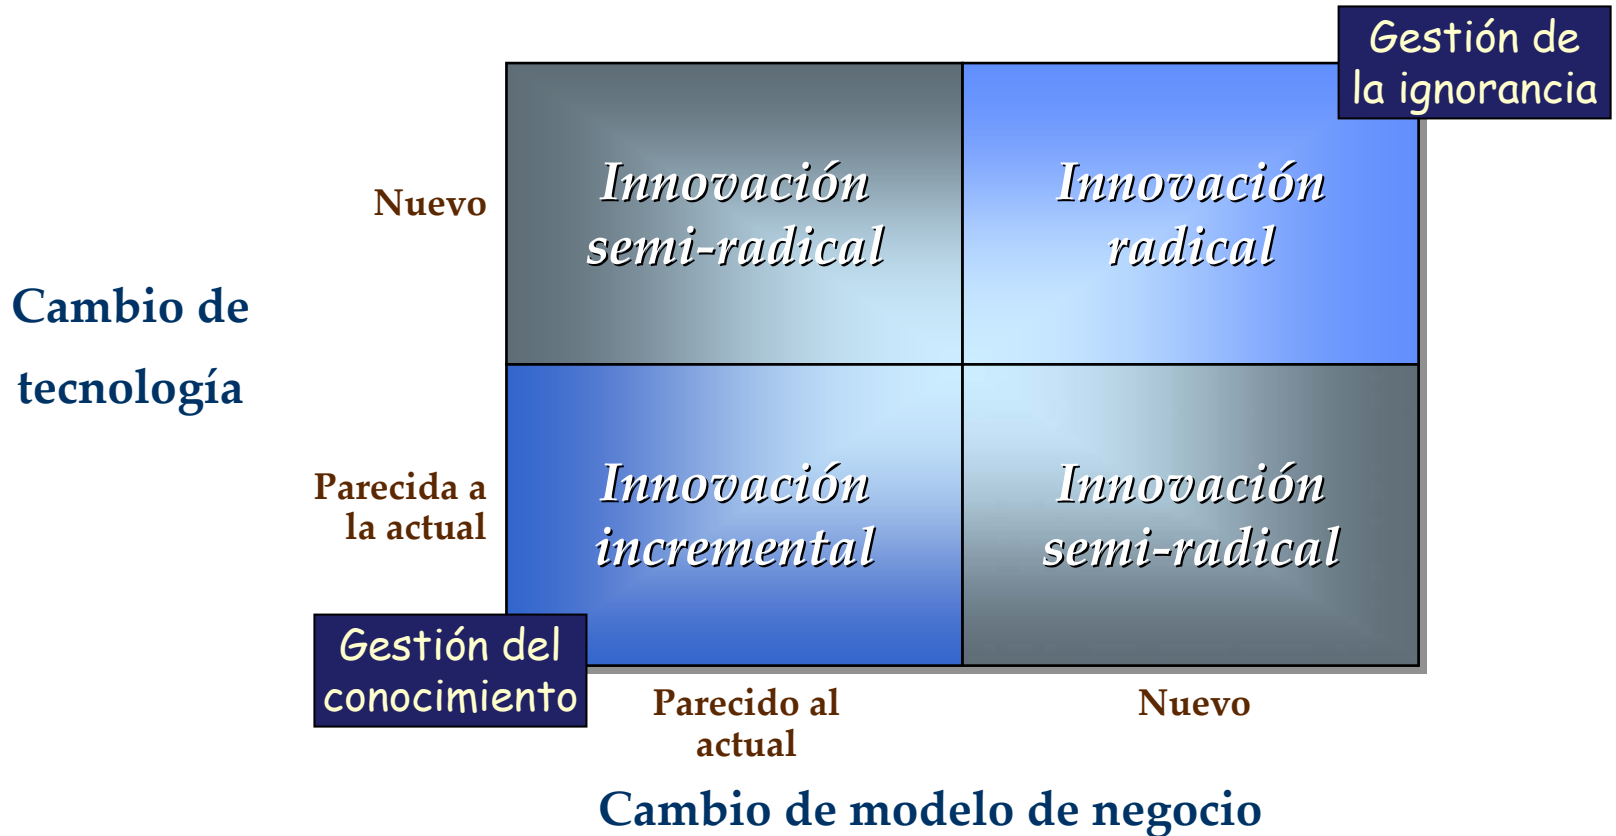 Gestión de
la ignorancia
Nuevo
Innovación
semi-radical
Innovación
radical
Cambio de
tecnología
Parecida a
la actual
Innovación
incremental
Innovación
semi-radical
Gestión del
conocimiento
Parecido al
actual
Nuevo
Cambio de modelo de negocio